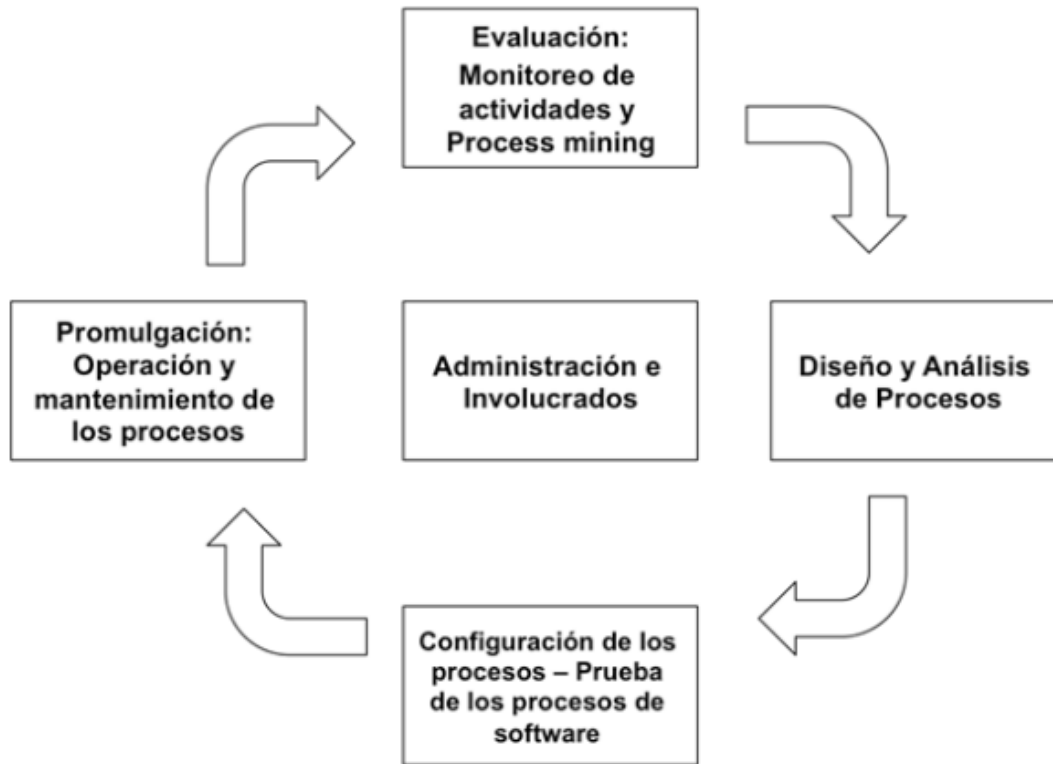 Evaluación:
Monitoreo de
actividades y
Process mining
Promulgación:
Operación y
mantenimiento de
los procesos
Administración e
Involucrados
Diseño y Análisis
de Procesos
Configuración de los
procesos – Prueba
de los procesos de
software